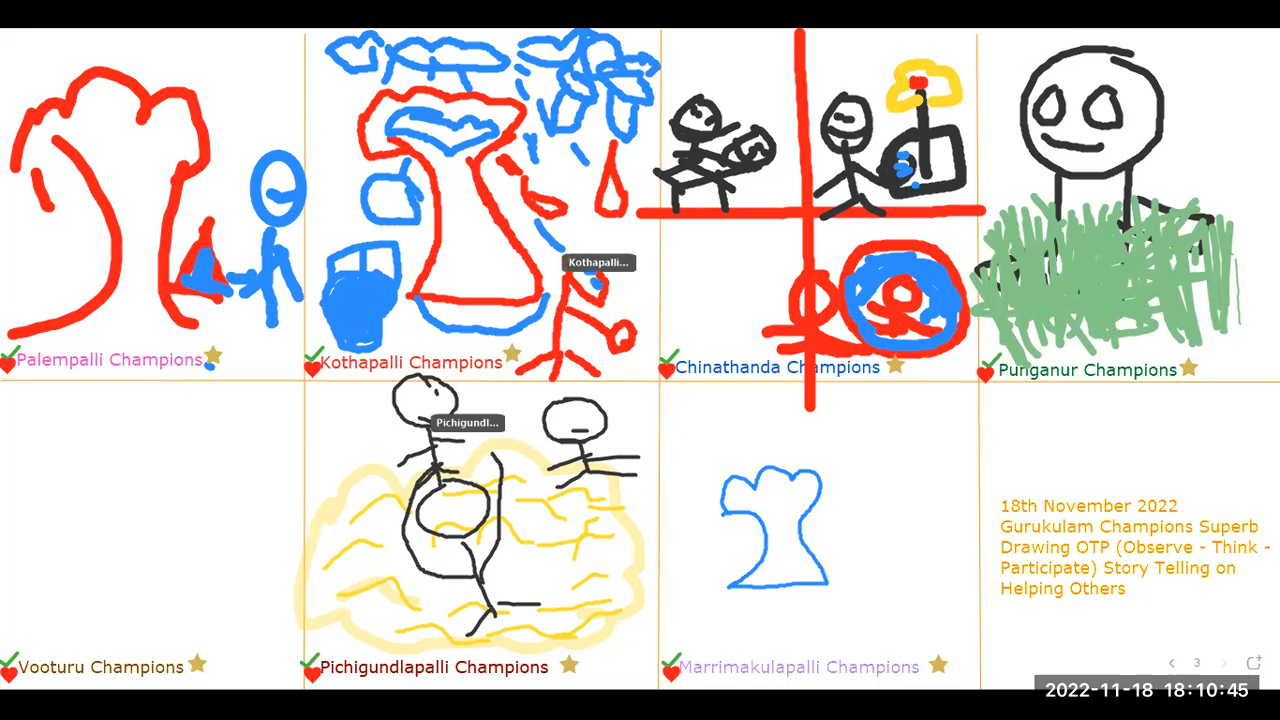 Kothapalli...
Palempalli Champions
Kothapalli Champions
Chinathanda Champions
Punganur Champions
Pichigundl...
18th November 2022
Gurukulam Champions Superb
Drawing OTP (Observe - Think -
Participate) Story Telling on
Helping Others
Vooturu Champions
Pichigundlapalli Champions
Marrimakulapalli Champions
3
2022-11-18 18:10:45